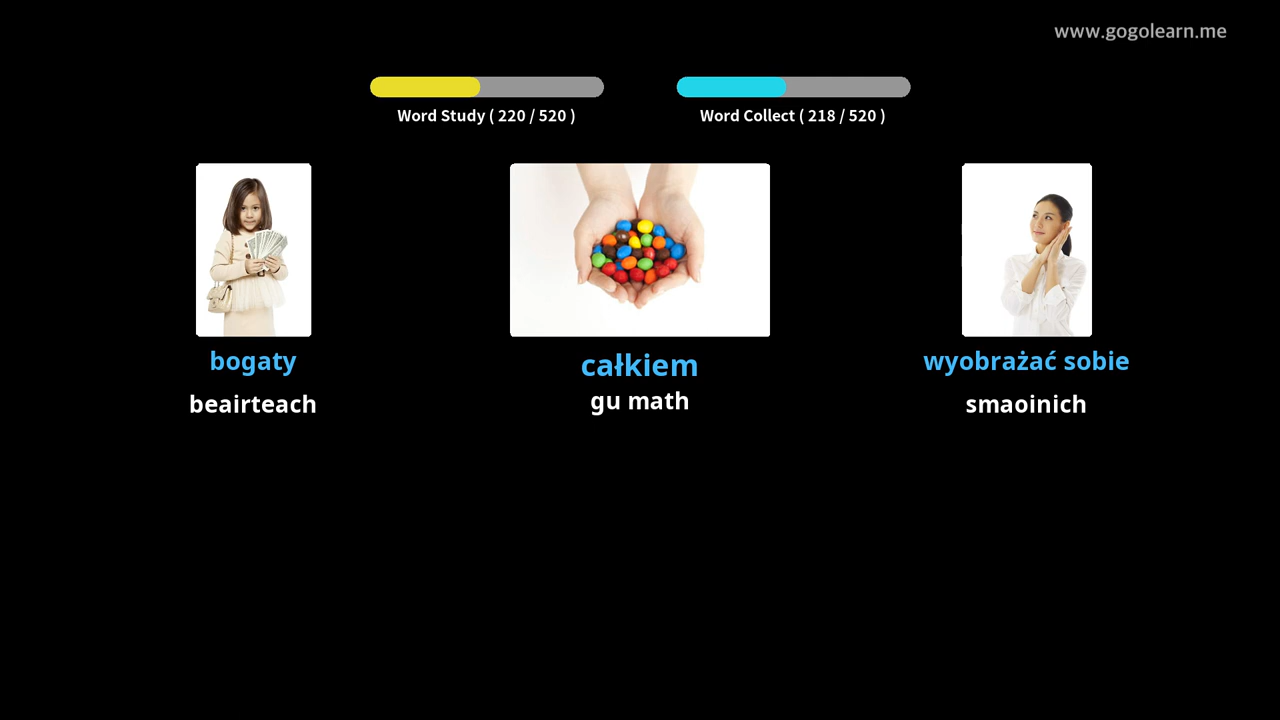 www.gogolearn.me
Word Study ( 220 / 520 )
Word Collect ( 218 / 520 )
bogaty
beairteach
całkiem
gu math
wyobrażać sobie
smaoinich